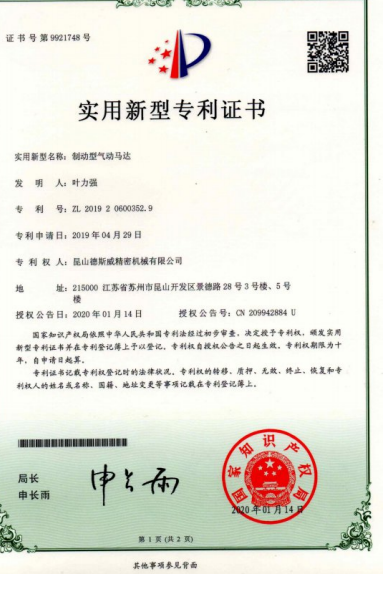 证书号第9921748号
实用新型专利证书
实用新型名称：制动型气动马达
发明人：叶力强
专利号：ZL 2019 2 0600352.9
专利申请日：2019年04月29日
专利权人：昆山德斯威精密机械有限公司
地址：215000 江苏省苏州市昆山开发区景德路28号3号楼、5号
楼
授权公告日：2020年01月14日 授权公告号：CN 209942884 U
国家知识产权局依照中华人民共和国专利法经过初步审查，决定授予专利权，颁发实用
新型专利证书并在专利登记簿上予以登记。专利权自授权公告之日起生效。专利权期限为十
年，自申请日起算。
专利证书记载专利权登记时的法律状况。专利权的转移、质押、无效、终止、恢复和专
利权人的姓名或名称、国籍、地址变更等事项记载在专利登记簿上。
局长
申长雨
申长雨
国家知识产权局
2020年01月14日
第 1 页 (共 2 页)
其他事项参见背面